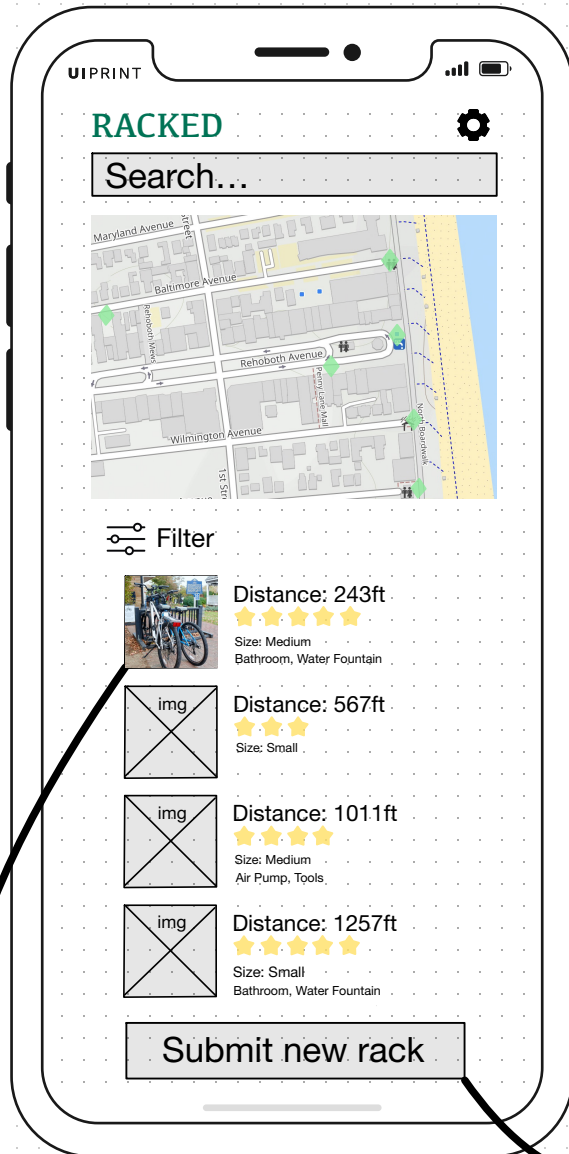 UIPRINT
RACKED
Search...
Maryland Avenue
Street
Baltimore Avenue
Rehoboth Mews
Rehoboth Avenue
Penny Lane Mall
North Boardwalk
Wilmington Avenue
1st Str
Filter
Distance: 243ft
Size: Medium
Bathroom, Water Fountain
img
Distance: 567ft
Size: Small
img
Distance: 1011ft
Size: Medium
Air Pump, Tools
img
Distance: 1257ft
Size: Small
Bathroom, Water Fountain
Submit new rack